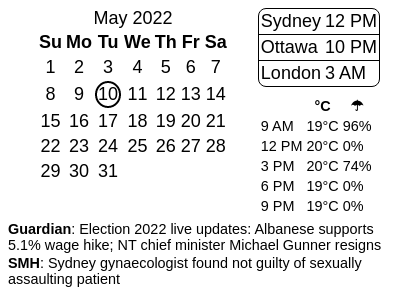 May 2022
Su Mo Tu We Th Fr Sa
1 2 3 4 5 6 7
8 9 10 11 12 13 14
15 16 17 18 19 20 21
22 23 24 25 26 27 28
29 30 31
Sydney 12 PM
Ottawa 10 PM
London 3 AM
°C ☂
9 AM 19°C 96%
12 PM 20°C 0%
3 PM 20°C 74%
6 PM 19°C 0%
9 PM 19°C 0%
Guardian: Election 2022 live updates: Albanese supports
5.1% wage hike; NT chief minister Michael Gunner resigns
SMH: Sydney gynaecologist found not guilty of sexually
assaulting patient